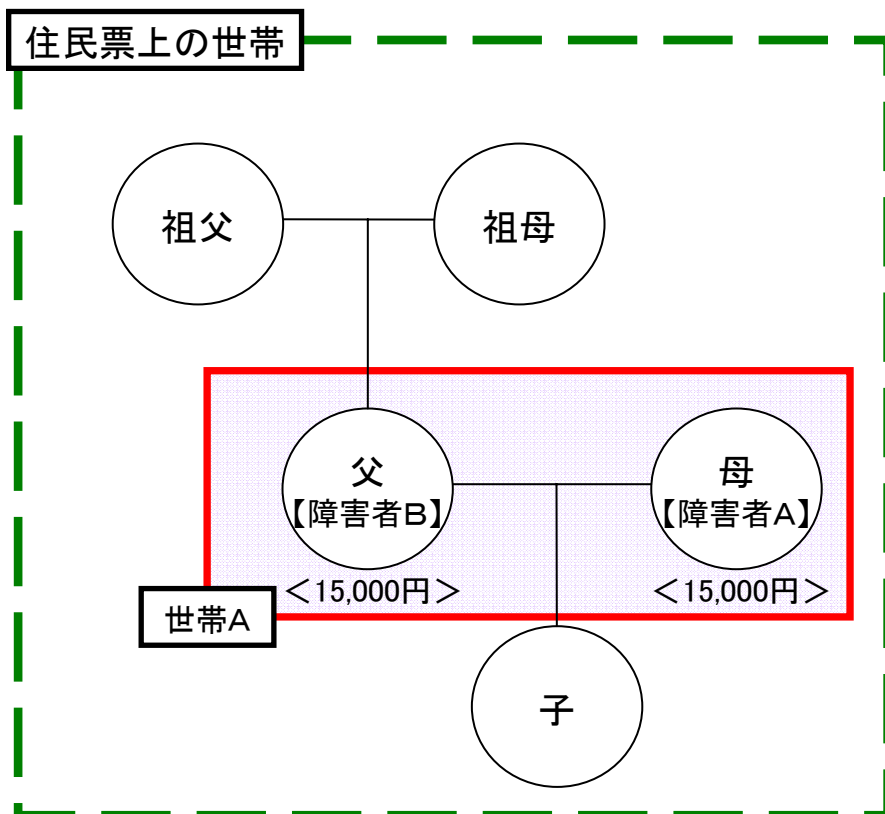 住民票上の世帯
祖父
祖母
父
【障害者B】
母
【障害者A】
＜15,000円＞
＜15,000円＞
世帯A
子